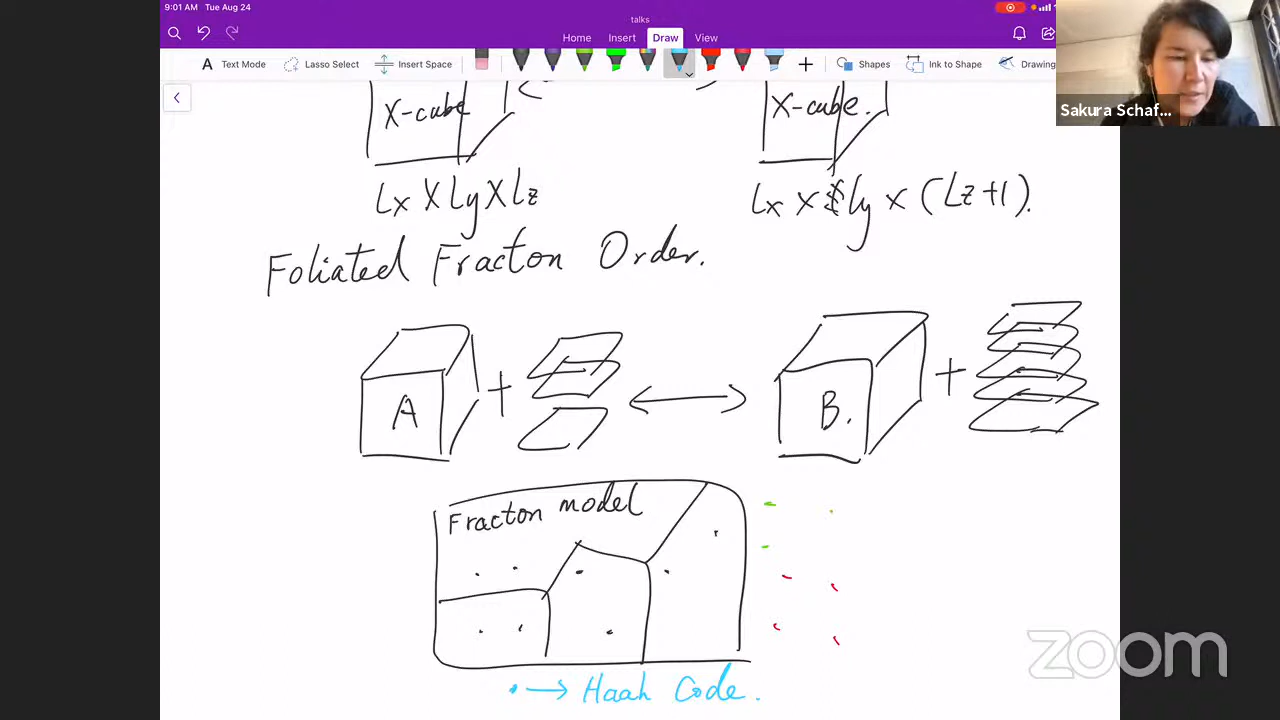 9:01 AM Tue Aug 24
talks
Home Insert Draw View
A Text Mode Lasso Select Insert Space + Shapes Ink to Shape Drawing
Sakura Schaf...
X-cube
X-cube.
Lx X Ly X Lz
Lx x Ly x (Lz+1).
Foliated Fracton Order.
A + ↔ B. +
Fracton model
→ Haah Code.
zoom